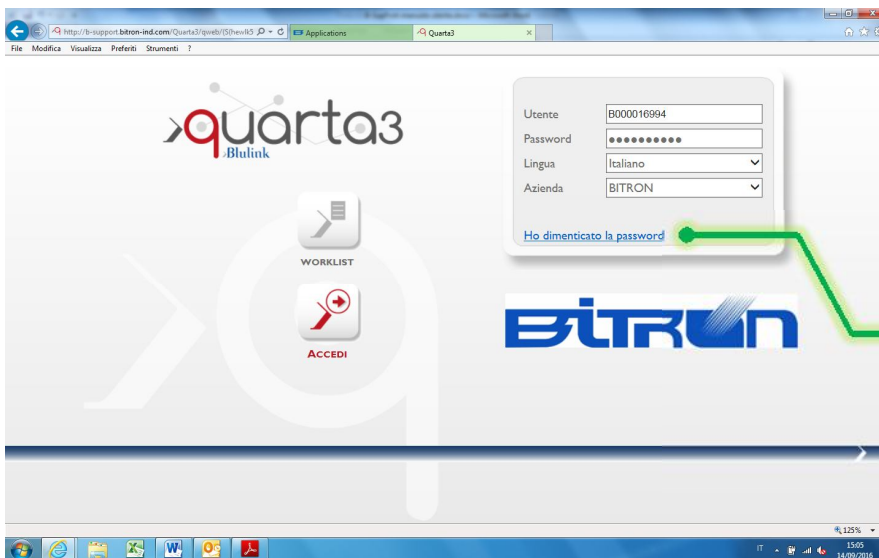 http://b-support.bitron-ind.com/Quarta3/qweb/(S(hewlk5
Applications
Quarta3
File Modifica Visualizza Preferiti Strumenti ?
quarta3
Blulink
Utente B000016994
Password
Lingua Italiano
Azienda BITRON
Ho dimenticato la password
WORKLIST
ACCEDI
BITRON
125%
IT
15:05
14/09/2016